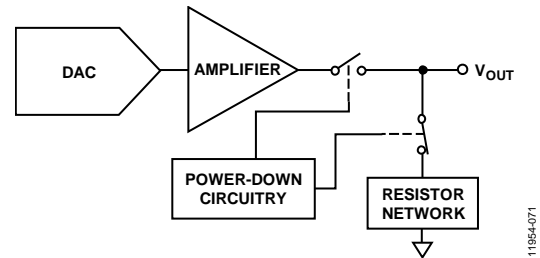 DAC
AMPLIFIER
VOUT
POWER-DOWN
CIRCUITRY
RESISTOR
NETWORK
11954-071